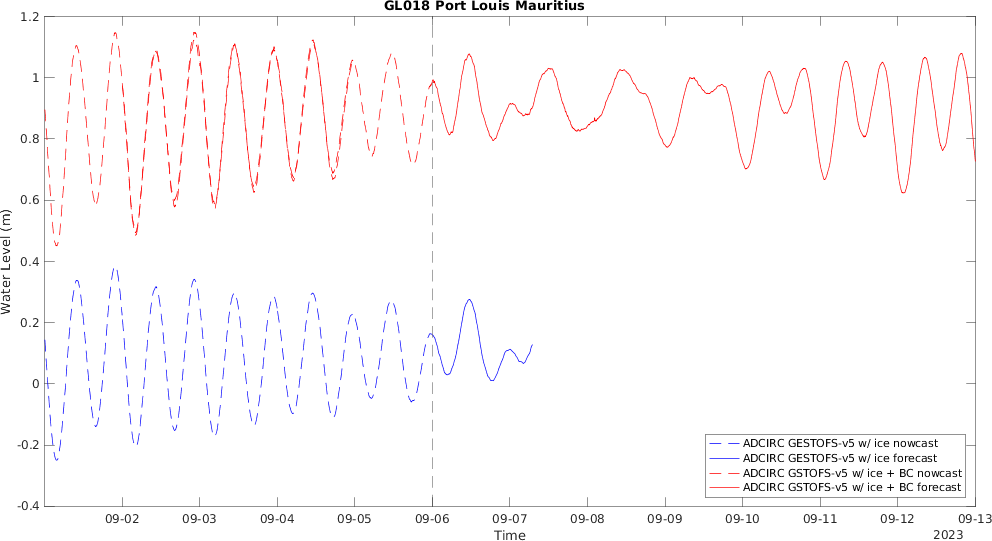 GL018 Port Louis Mauritius
1.2
1
0.8
0.6
0.4
0.2
0
-0.2
-0.4
Water Level (m)
ADCIRC GESTOFS-v5 w/ ice nowcast
ADCIRC GESTOFS-v5 w/ ice forecast
ADCIRC GSTOFS-v5 w/ ice + BC nowcast
ADCIRC GSTOFS-v5 w/ ice + BC forecast
09-02 09-03 09-04 09-05 09-06 09-07 09-08 09-09 09-10 09-11 09-12 09-13
Time
2023